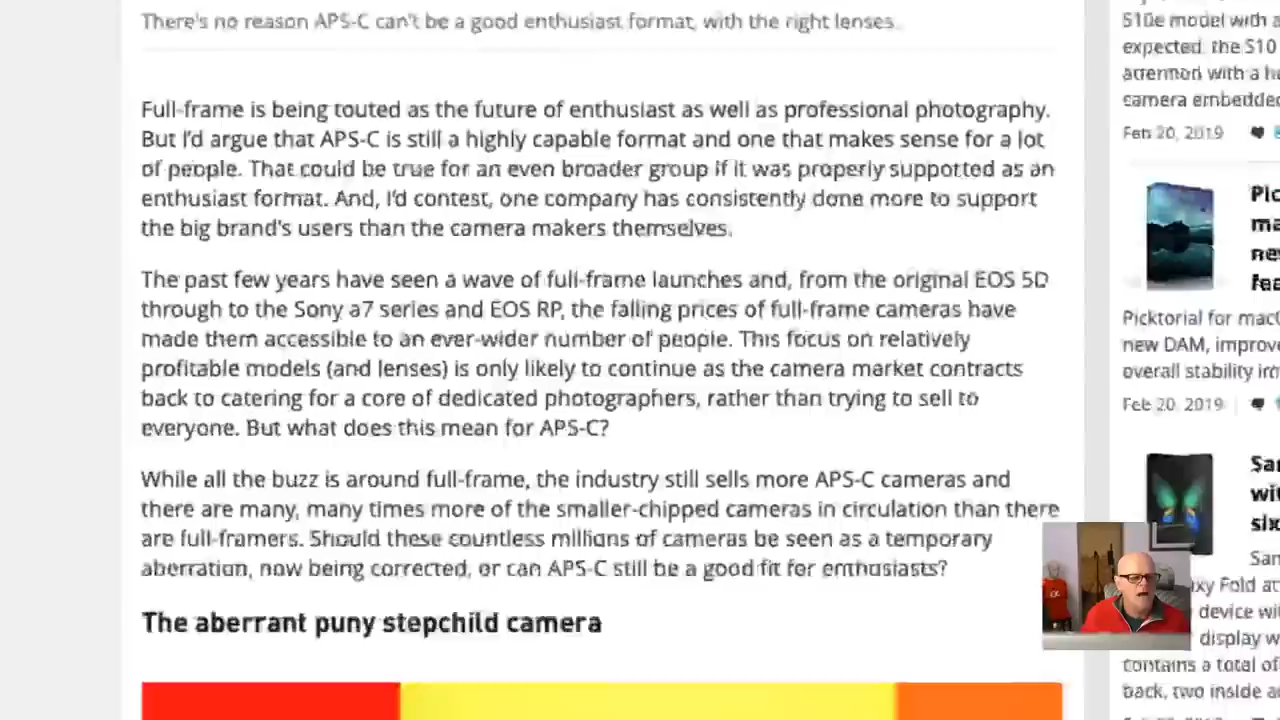 There's no reason APS-C can't be a good enthusiast format, with the right lenses.
Full-frame is being touted as the future of enthusiast as well as professional photography.
But I'd argue that APS-C is still a highly capable format and one that makes sense for a lot
of people. That could be true for an even broader group if it was properly supported as an
enthusiast format. And, I'd contest, one company has consistently done more to support
the big brand's users than the camera makers themselves.
The past few years have seen a wave of full-frame launches and, from the original EOS 5D
through to the Sony a7 series and EOS RP, the falling prices of full-frame cameras have
made them accessible to an ever-wider number of people. This focus on relatively
profitable models (and lenses) is only likely to continue as the camera market contracts
back to catering for a core of dedicated photographers, rather than trying to sell to
everyone. But what does this mean for APS-C?
While all the buzz is around full-frame, the industry still sells more APS-C cameras and
there are many, many times more of the smaller-chipped cameras in circulation than there
are full-framers. Should these countless millions of cameras be seen as a temporary
aberration, now being corrected, or can APS-C still be a good fit for enthusiasts?
The aberrant puny stepchild camera
S10e model with a
expected, the S10
camera embedded
Feb 20, 2019
Picktorial for mac
new DAM, improve
overall stability
Feb 20, 2019
Fold
device
display w
contains a total of
back, two inside